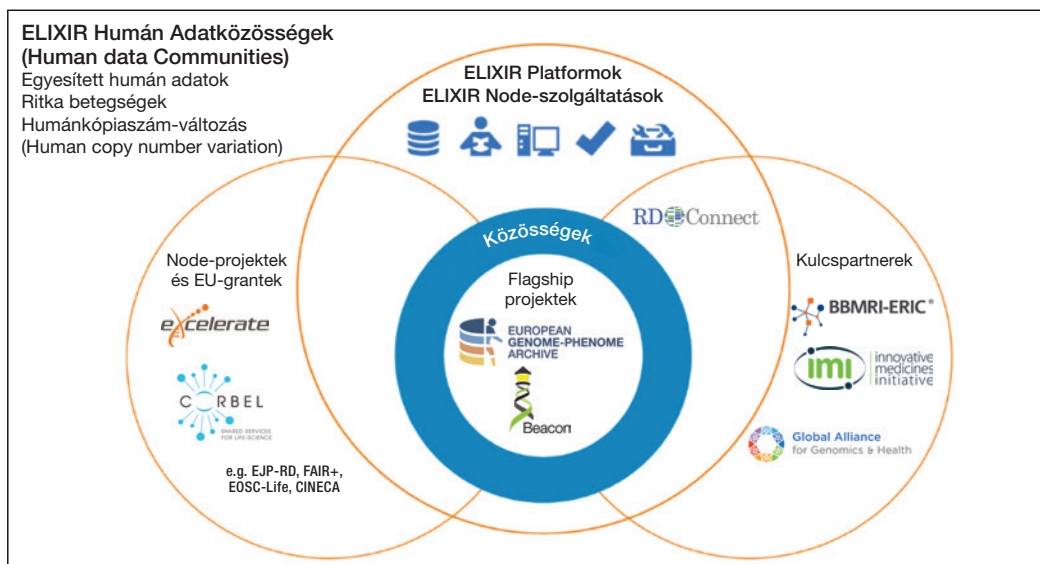 ELIXIR Humán Adatközösségek
(Human data Communities)
Egyesített humán adatok
Ritka betegségek
Humánkópiaszám-változás
(Human copy number variation)
ELIXIR Platformok
ELIXIR Node-szolgáltatások
RD Connect
Közösségek
Flagship
projektek
EUROPEAN
GENOME-PHENOME
ARCHIVE
Beacon
Node-projektek
és EU-grantek
excelerate
CORBEL
SHARED SERVICES
FOR LIFE-SCIENCE
e.g. EJP-RD, FAIR+,
EOSC-Life, CINECA
Kulcspartnerek
BBMRI-ERIC®
imi innovative
medicines
initiative
Global Alliance
for Genomics & Health